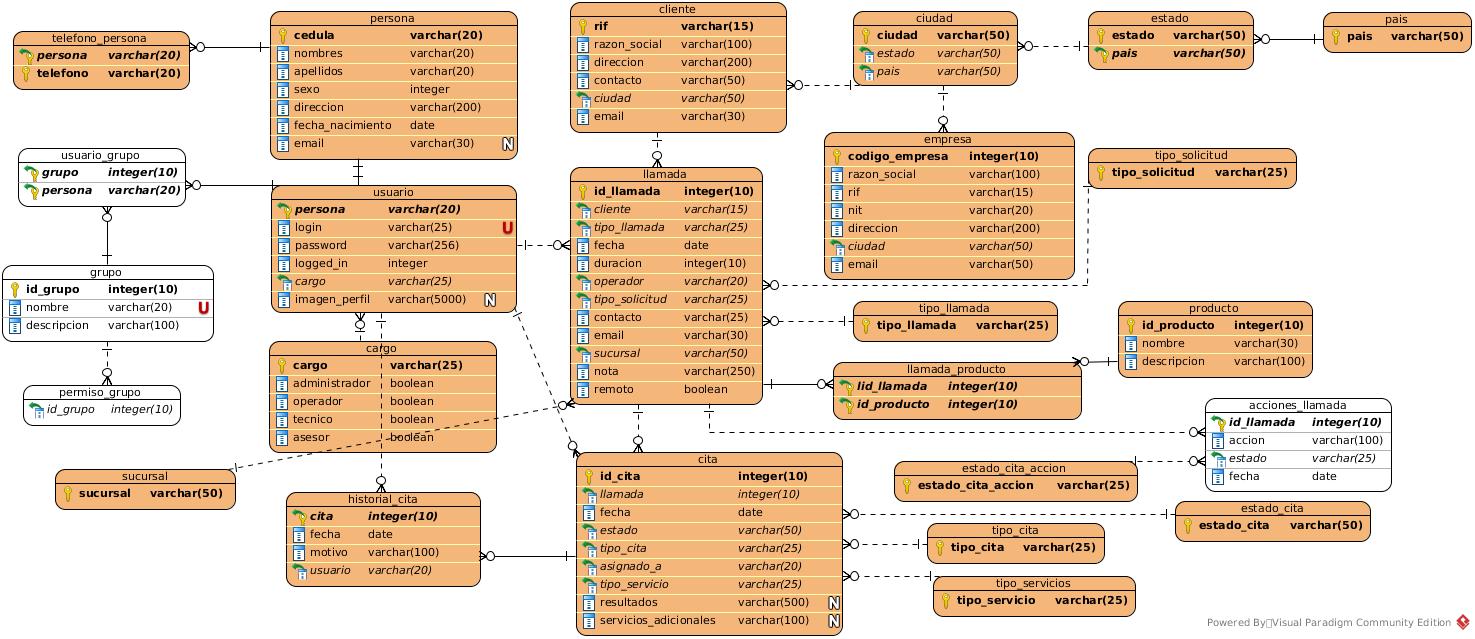 telefono_persona
persona varchar(20)
telefono varchar(20)
persona
cedula varchar(20)
nombres varchar(20)
apellidos varchar(20)
sexo integer
direccion varchar(200)
fecha_nacimiento date
email varchar(30) N
cliente
rif varchar(15)
razon_social varchar(100)
direccion varchar(200)
contacto varchar(50)
ciudad varchar(50)
email varchar(30)
ciudad
ciudad varchar(50)
estado varchar(50)
pais varchar(50)
estado
estado varchar(50)
pais varchar(50)
pais
pais varchar(50)
usuario_grupo
grupo integer(10)
persona varchar(20)
usuario
persona varchar(20)
login varchar(25) U
password varchar(256)
logged_in integer
cargo varchar(25)
imagen_perfil varchar(5000) N
llamada
id_llamada integer(10)
cliente varchar(15)
tipo_llamada varchar(25)
fecha date
duracion integer(10)
operador varchar(20)
tipo_solicitud varchar(25)
contacto varchar(25)
email varchar(30)
sucursal varchar(50)
nota varchar(250)
remoto boolean
empresa
codigo_empresa integer(10)
razon_social varchar(100)
rif varchar(15)
nit varchar(20)
direccion varchar(200)
ciudad varchar(50)
email varchar(50)
tipo_solicitud
tipo_solicitud varchar(25)
grupo
id_grupo integer(10)
nombre varchar(20) U
descripcion varchar(100)
permiso_grupo
id_grupo integer(10)
cargo
cargo varchar(25)
administrador boolean
operador boolean
tecnico boolean
asesor boolean
tipo_llamada
tipo_llamada varchar(25)
producto
id_producto integer(10)
nombre varchar(30)
descripcion varchar(100)
llamada_producto
lid_llamada integer(10)
id_producto integer(10)
acciones_llamada
id_llamada integer(10)
accion varchar(100)
estado varchar(25)
fecha date
sucursal
sucursal varchar(50)
historial_cita
cita integer(10)
fecha date
motivo varchar(100)
usuario varchar(20)
cita
id_cita integer(10)
llamada integer(10)
fecha date
estado varchar(50)
tipo_cita varchar(25)
asignado_a varchar(20)
tipo_servicio varchar(25)
resultados varchar(500) N
servicios_adicionales varchar(100) N
estado_cita_accion
estado_cita_accion varchar(25)
estado_cita
estado_cita varchar(50)
tipo_cita
tipo_cita varchar(25)
tipo_servicios
tipo_servicio varchar(25)
Powered By Visual Paradigm Community Edition